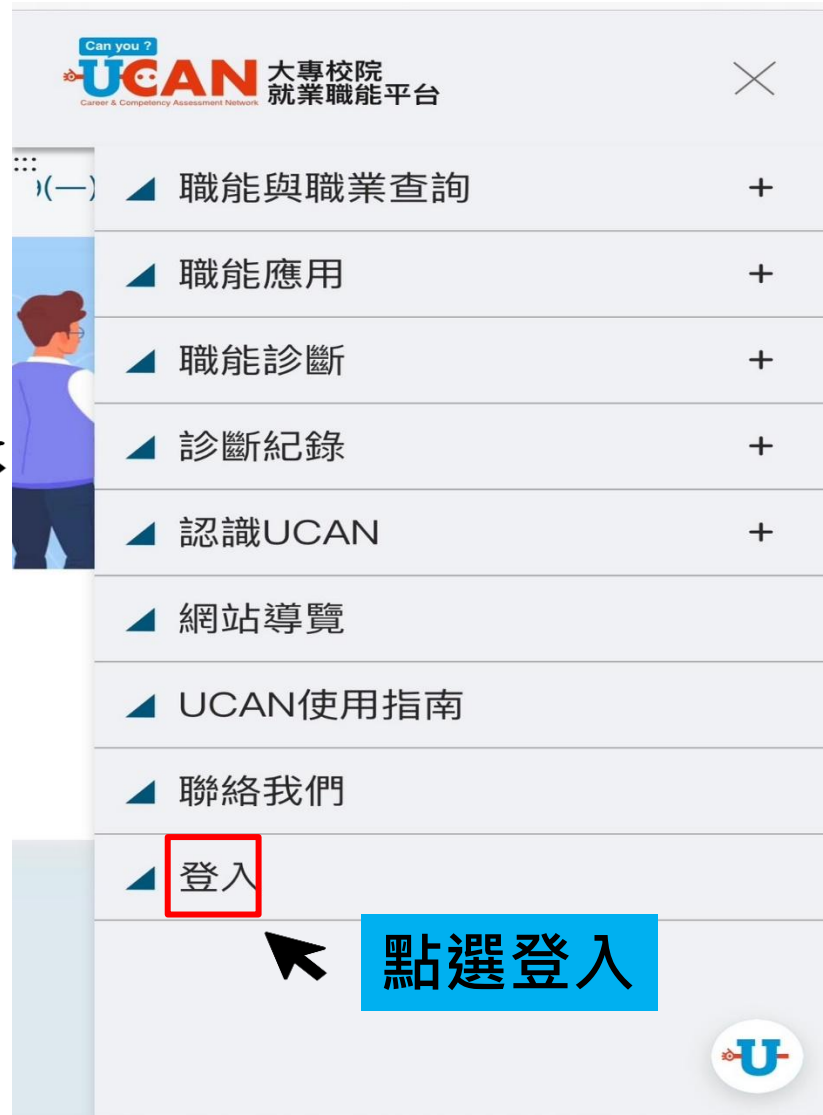 Can you ?
UCAN
Career & Competency Assessment Network
大專校院
就業職能平台
(一)
職能與職業查詢 +
職能應用 +
職能診斷 +
診斷紀錄 +
認識UCAN +
網站導覽
UCAN使用指南
聯絡我們
登入
點選登入
U